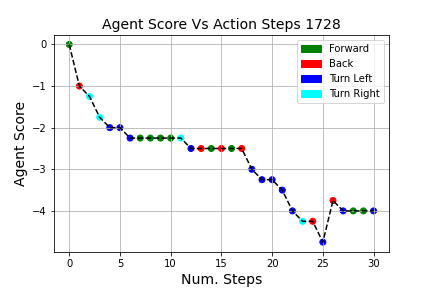 Agent Score Vs Action Steps 1728
Forward
Back
Turn Left
Turn Right
Agent Score
0
−1
−2
−3
−4
0 5 10 15 20 25 30
Num. Steps